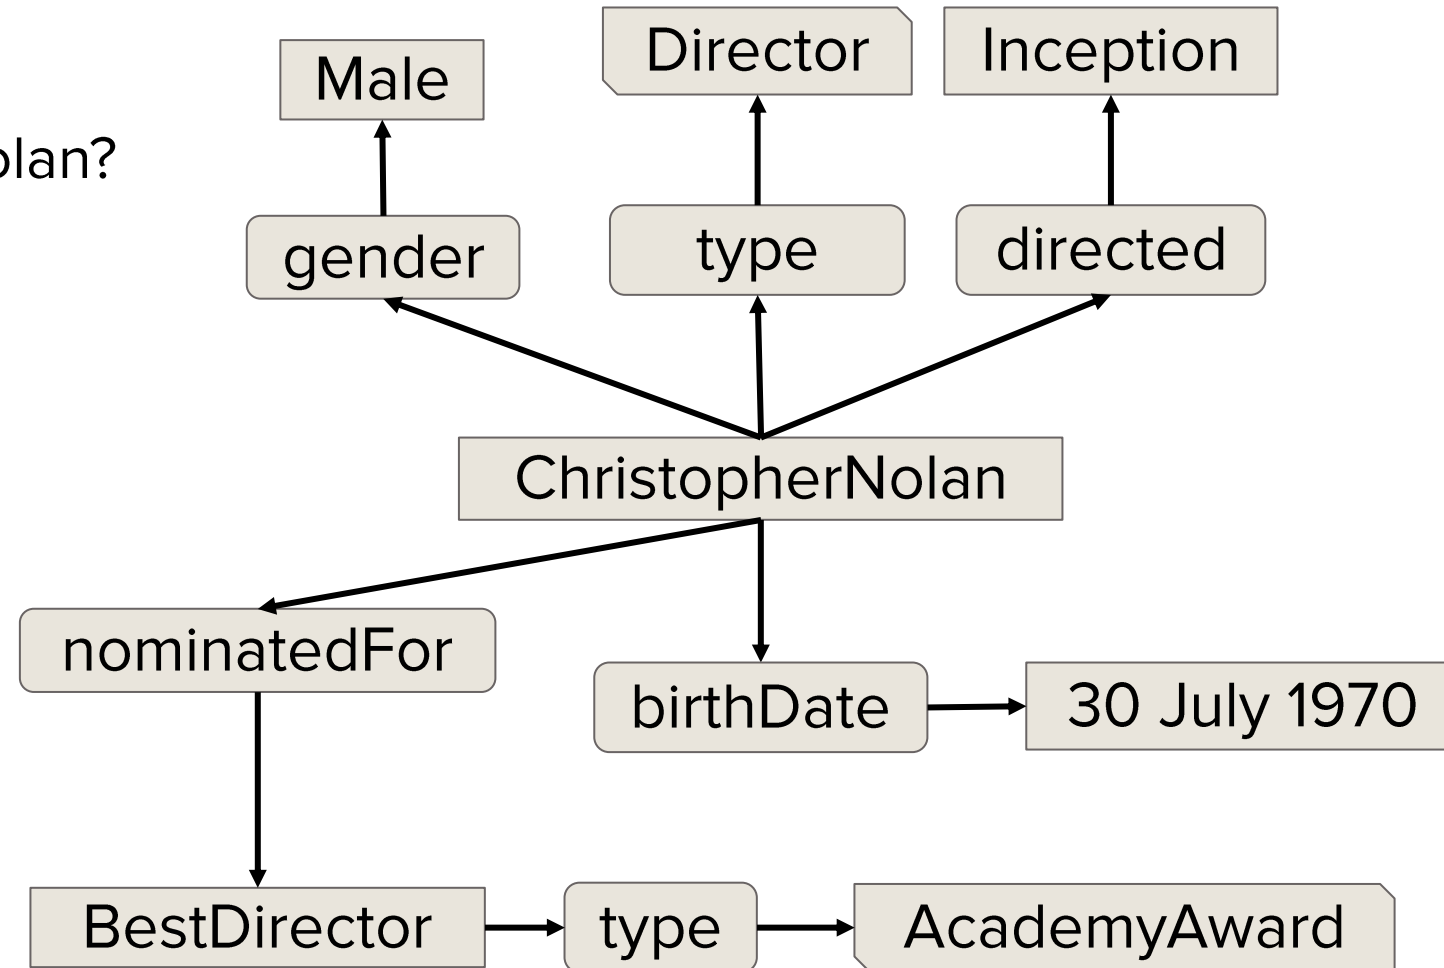 Director
Inception
Male
olan?
gender
type
directed
ChristopherNolan
nominatedFor
birthDate
30 July 1970
BestDirector
type
AcademyAward